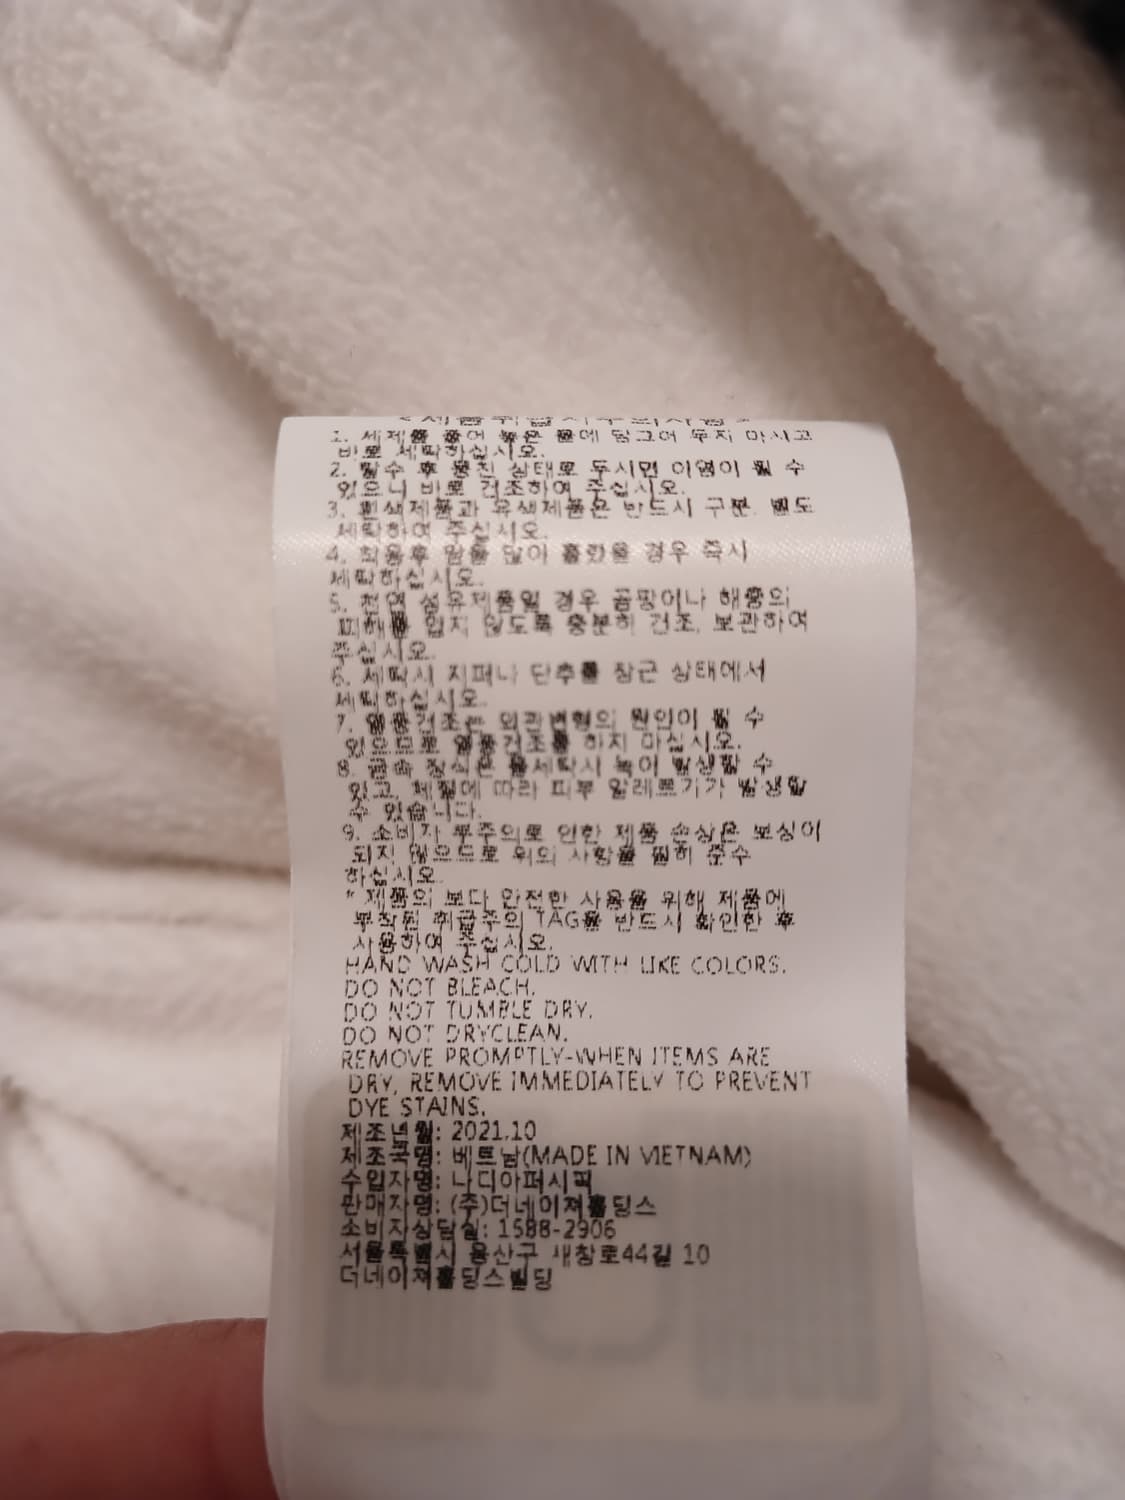 <제품취급시주의사항>
1. 세제를 풀어 놓은 물에 담그어 두지 마시고
바로 세탁하십시오.
2. 탈수 후 뭉친 상태로 두시면 이염이 될 수
있으니 바로 건조하여 주십시오.
3. 흰색제품과 유색제품은 반드시 구분, 별도
세탁하여 주십시오.
4. 착용후 땀을 많이 흘렸을 경우 즉시
세탁하십시오.
5. 천연 섬유제품일 경우 곰팡이나 해충의
피해를 입지 않도록 충분히 건조, 보관하여
주십시오.
6. 세탁시 지퍼나 단추를 잠근 상태에서
세탁하십시오.
7. 열풍건조는 외관변형의 원인이 될 수
있으므로 열풍건조를 하지 마십시오.
8. 금속 장식은 물세탁시 녹이 발생할 수
있고, 체질에 따라 피부 알레르기가 발생할
수 있습니다.
9. 소비자 부주의로 인한 제품 손상은 보상이
되지 않으므로 위의 사항을 필히 준수
하십시오.
* 제품의 보다 안전한 사용을 위해 제품에
부착된 취급주의 TAG을 반드시 확인한 후
사용하여 주십시오.
HAND WASH COLD WITH LIKE COLORS.
DO NOT BLEACH.
DO NOT TUMBLE DRY.
DO NOT DRYCLEAN.
REMOVE PROMPTLY-WHEN ITEMS ARE
DRY, REMOVE IMMEDIATELY TO PREVENT
DYE STAINS.
제조년월: 2021.10
제조국명: 베트남(MADE IN VIETNAM)
수입자명: 나디아퍼시픽
판매자명: (주)더네이쳐홀딩스
소비자상담실: 1588-2906
서울특별시 용산구 새창로44길 10
더네이쳐홀딩스빌딩